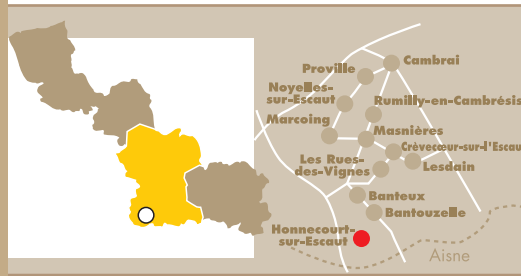 Cambrai
Proville
Noyelles-
sur-Escaut
Rumilly-en-Cambrésis
Marcoing
Masnières
Crèvecœur-sur-l'Escau
Les Rues-
des-Vignes
Lesdain
Banteux
Bantouzelle
Honnecourt-
sur-Escaut
Aisne